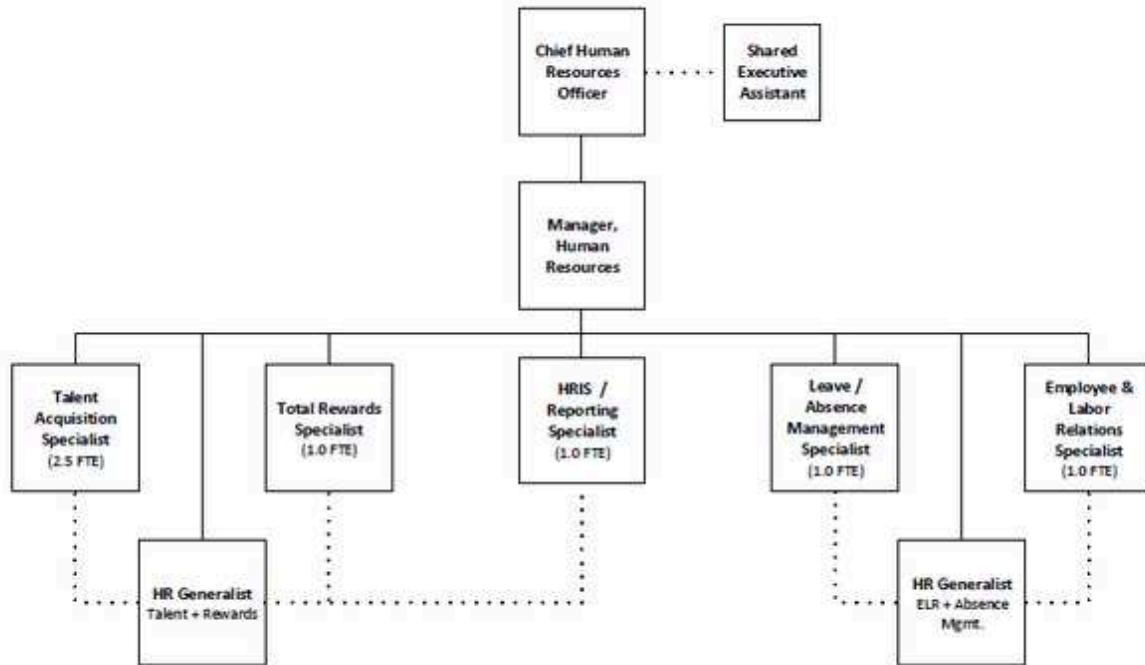 Chief Human
Resources
Officer
Shared
Executive
Assistant
Manager,
Human
Resources
Talent
Acquisition
Specialist
(2.5 FTE)
Total Rewards
Specialist
(1.0 FTE)
HRIS /
Reporting
Specialist
(1.0 FTE)
Leave /
Absence
Management
Specialist
(1.0 FTE)
Employee &
Labor
Relations
Specialist
(1.0 FTE)
HR Generalist
Talent + Rewards
HR Generalist
ELR + Absence
Mgmt.